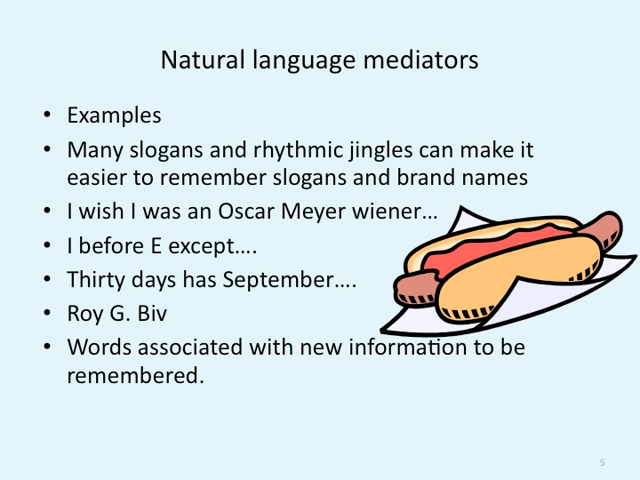 Natural language mediators
• Examples
• Many slogans and rhythmic jingles can make it
easier to remember slogans and brand names
• I wish I was an Oscar Meyer wiener…
• I before E except….
• Thirty days has September….
• Roy G. Biv
• Words associated with new information to be
remembered.
5